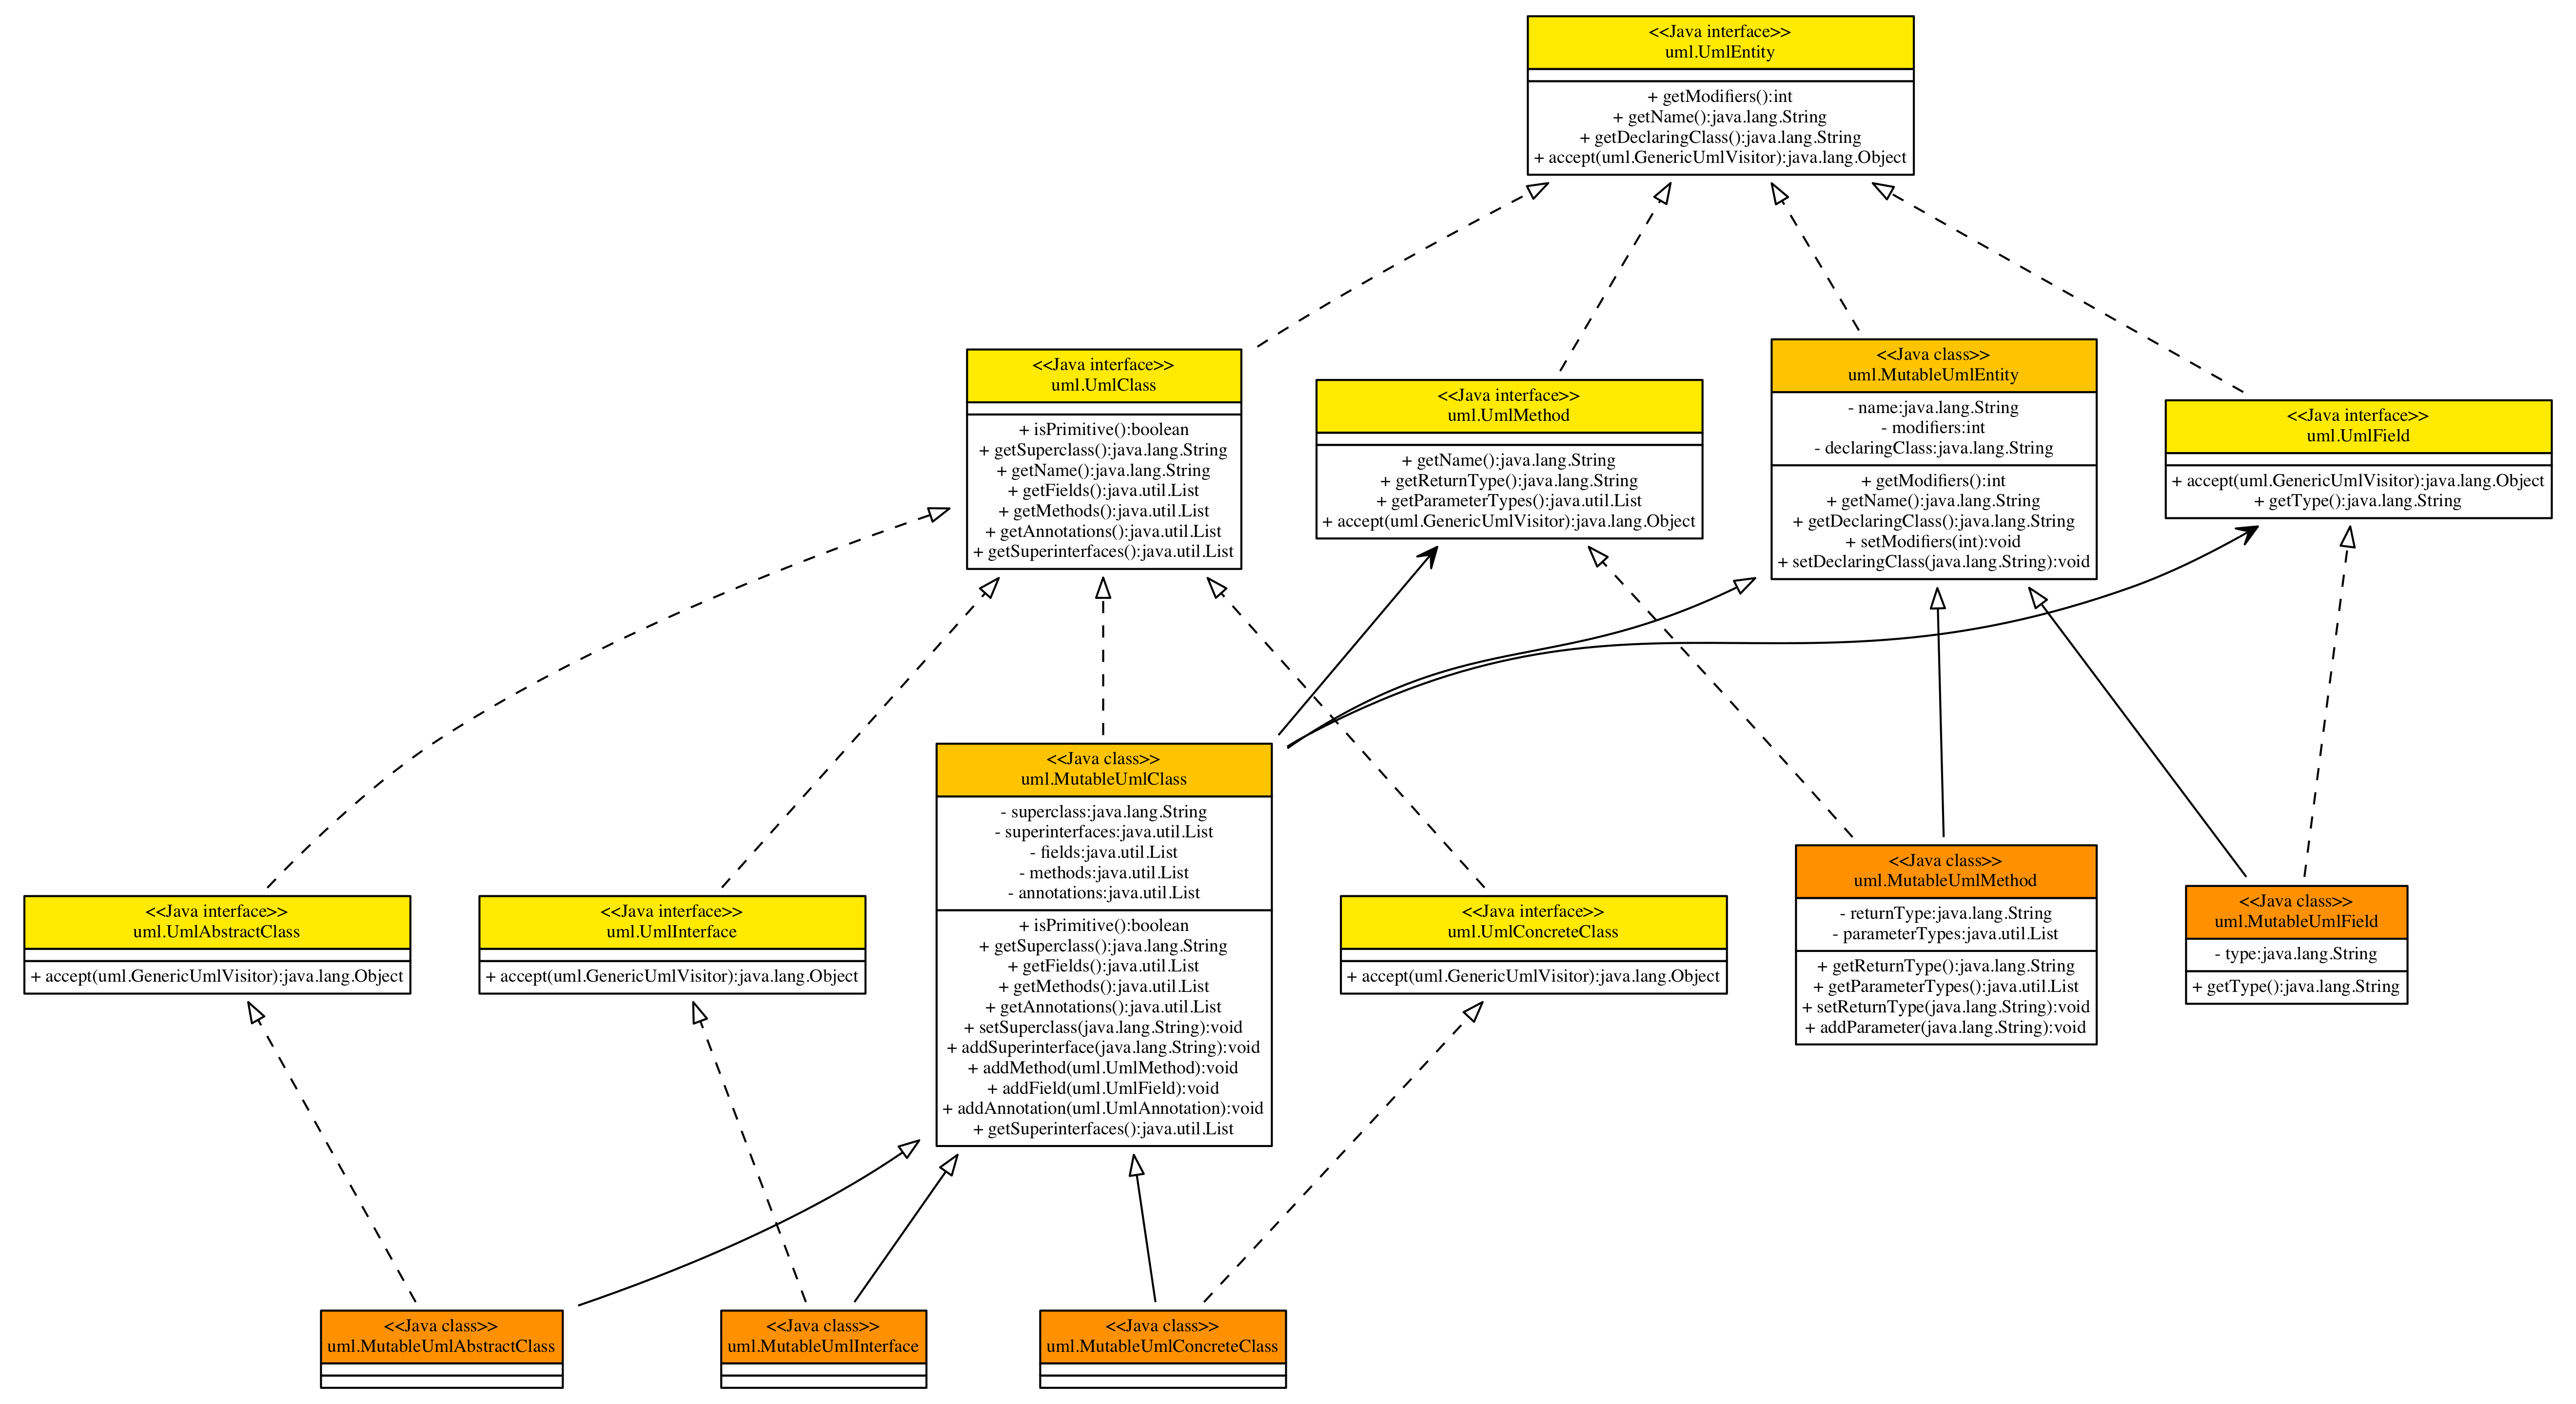 <<Java interface>>
uml.UmlEntity
+ getModifiers():int
+ getName():java.lang.String
+ getDeclaringClass():java.lang.String
+ accept(uml.GenericUmlVisitor):java.lang.Object
<<Java interface>>
uml.UmlClass
+ isPrimitive():boolean
+ getSuperclass():java.lang.String
+ getName():java.lang.String
+ getFields():java.util.List
+ getMethods():java.util.List
+ getAnnotations():java.util.List
+ getSuperinterfaces():java.util.List
<<Java interface>>
uml.UmlMethod
+ getName():java.lang.String
+ getReturnType():java.lang.String
+ getParameterTypes():java.util.List
+ accept(uml.GenericUmlVisitor):java.lang.Object
<<Java class>>
uml.MutableUmlEntity
- name:java.lang.String
- modifiers:int
- declaringClass:java.lang.String
+ getModifiers():int
+ getName():java.lang.String
+ getDeclaringClass():java.lang.String
+ setModifiers(int):void
+ setDeclaringClass(java.lang.String):void
<<Java interface>>
uml.UmlField
+ accept(uml.GenericUmlVisitor):java.lang.Object
+ getType():java.lang.String
<<Java interface>>
uml.UmlAbstractClass
+ accept(uml.GenericUmlVisitor):java.lang.Object
<<Java interface>>
uml.UmlInterface
+ accept(uml.GenericUmlVisitor):java.lang.Object
<<Java class>>
uml.MutableUmlClass
- superclass:java.lang.String
- superinterfaces:java.util.List
- fields:java.util.List
- methods:java.util.List
- annotations:java.util.List
+ isPrimitive():boolean
+ getSuperclass():java.lang.String
+ getFields():java.util.List
+ getMethods():java.util.List
+ getAnnotations():java.util.List
+ setSuperclass(java.lang.String):void
+ addSuperinterface(java.lang.String):void
+ addMethod(uml.UmlMethod):void
+ addField(uml.UmlField):void
+ addAnnotation(uml.UmlAnnotation):void
+ getSuperinterfaces():java.util.List
<<Java interface>>
uml.UmlConcreteClass
+ accept(uml.GenericUmlVisitor):java.lang.Object
<<Java class>>
uml.MutableUmlMethod
- returnType:java.lang.String
- parameterTypes:java.util.List
+ getReturnType():java.lang.String
+ getParameterTypes():java.util.List
+ setReturnType(java.lang.String):void
+ addParameter(java.lang.String):void
<<Java class>>
uml.MutableUmlField
- type:java.lang.String
+ getType():java.lang.String
<<Java class>>
uml.MutableUmlAbstractClass
<<Java class>>
uml.MutableUmlInterface
<<Java class>>
uml.MutableUmlConcreteClass